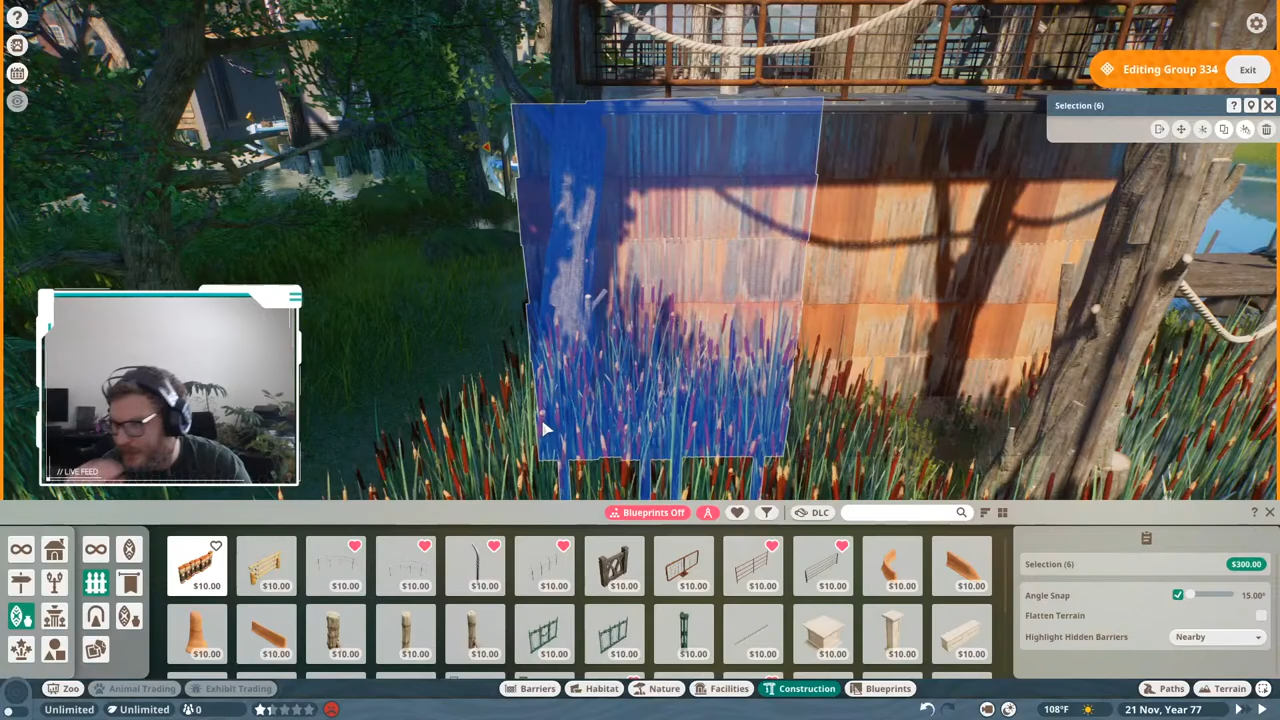 Editing Group 334
Exit
Selection (6)
// LIVE FEED
Blueprints Off
DLC
$10.00 $10.00 $10.00 $10.00 $10.00 $10.00 $10.00 $10.00 $10.00 $10.00 $10.00 $10.00
$10.00 $10.00 $10.00 $10.00 $10.00 $10.00 $10.00 $10.00 $10.00 $10.00 $10.00 $10.00
Selection (6) $300.00
Angle Snap 15.00°
Flatten Terrain
Highlight Hidden Barriers Nearby
Zoo Animal Trading Exhibit Trading Barriers Habitat Nature Facilities Construction Blueprints Paths Terrain
Unlimited Unlimited 0 108°F 21 Nov, Year 77